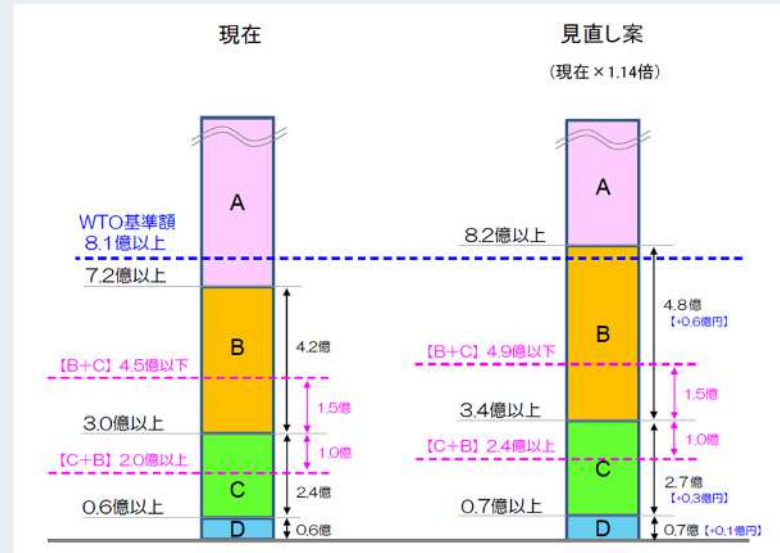 現在
A
WTO基準額
8.1億以上
7.2億以上
B
4.2億
【B+C】4.5億以下
1.5億
3.0億以上
1.0億
【C+B】2.0億以上
C
2.4億
0.6億以上
D
0.6億
見直し案
(現在×1.14倍)
A
8.2億以上
4.8億
【+0.6億円】
B
【B+C】4.9億以下
1.5億
3.4億以上
1.0億
【C+B】2.4億以上
C
2.7億
【+0.3億円】
0.7億以上
D
0.7億【+0.1億円】